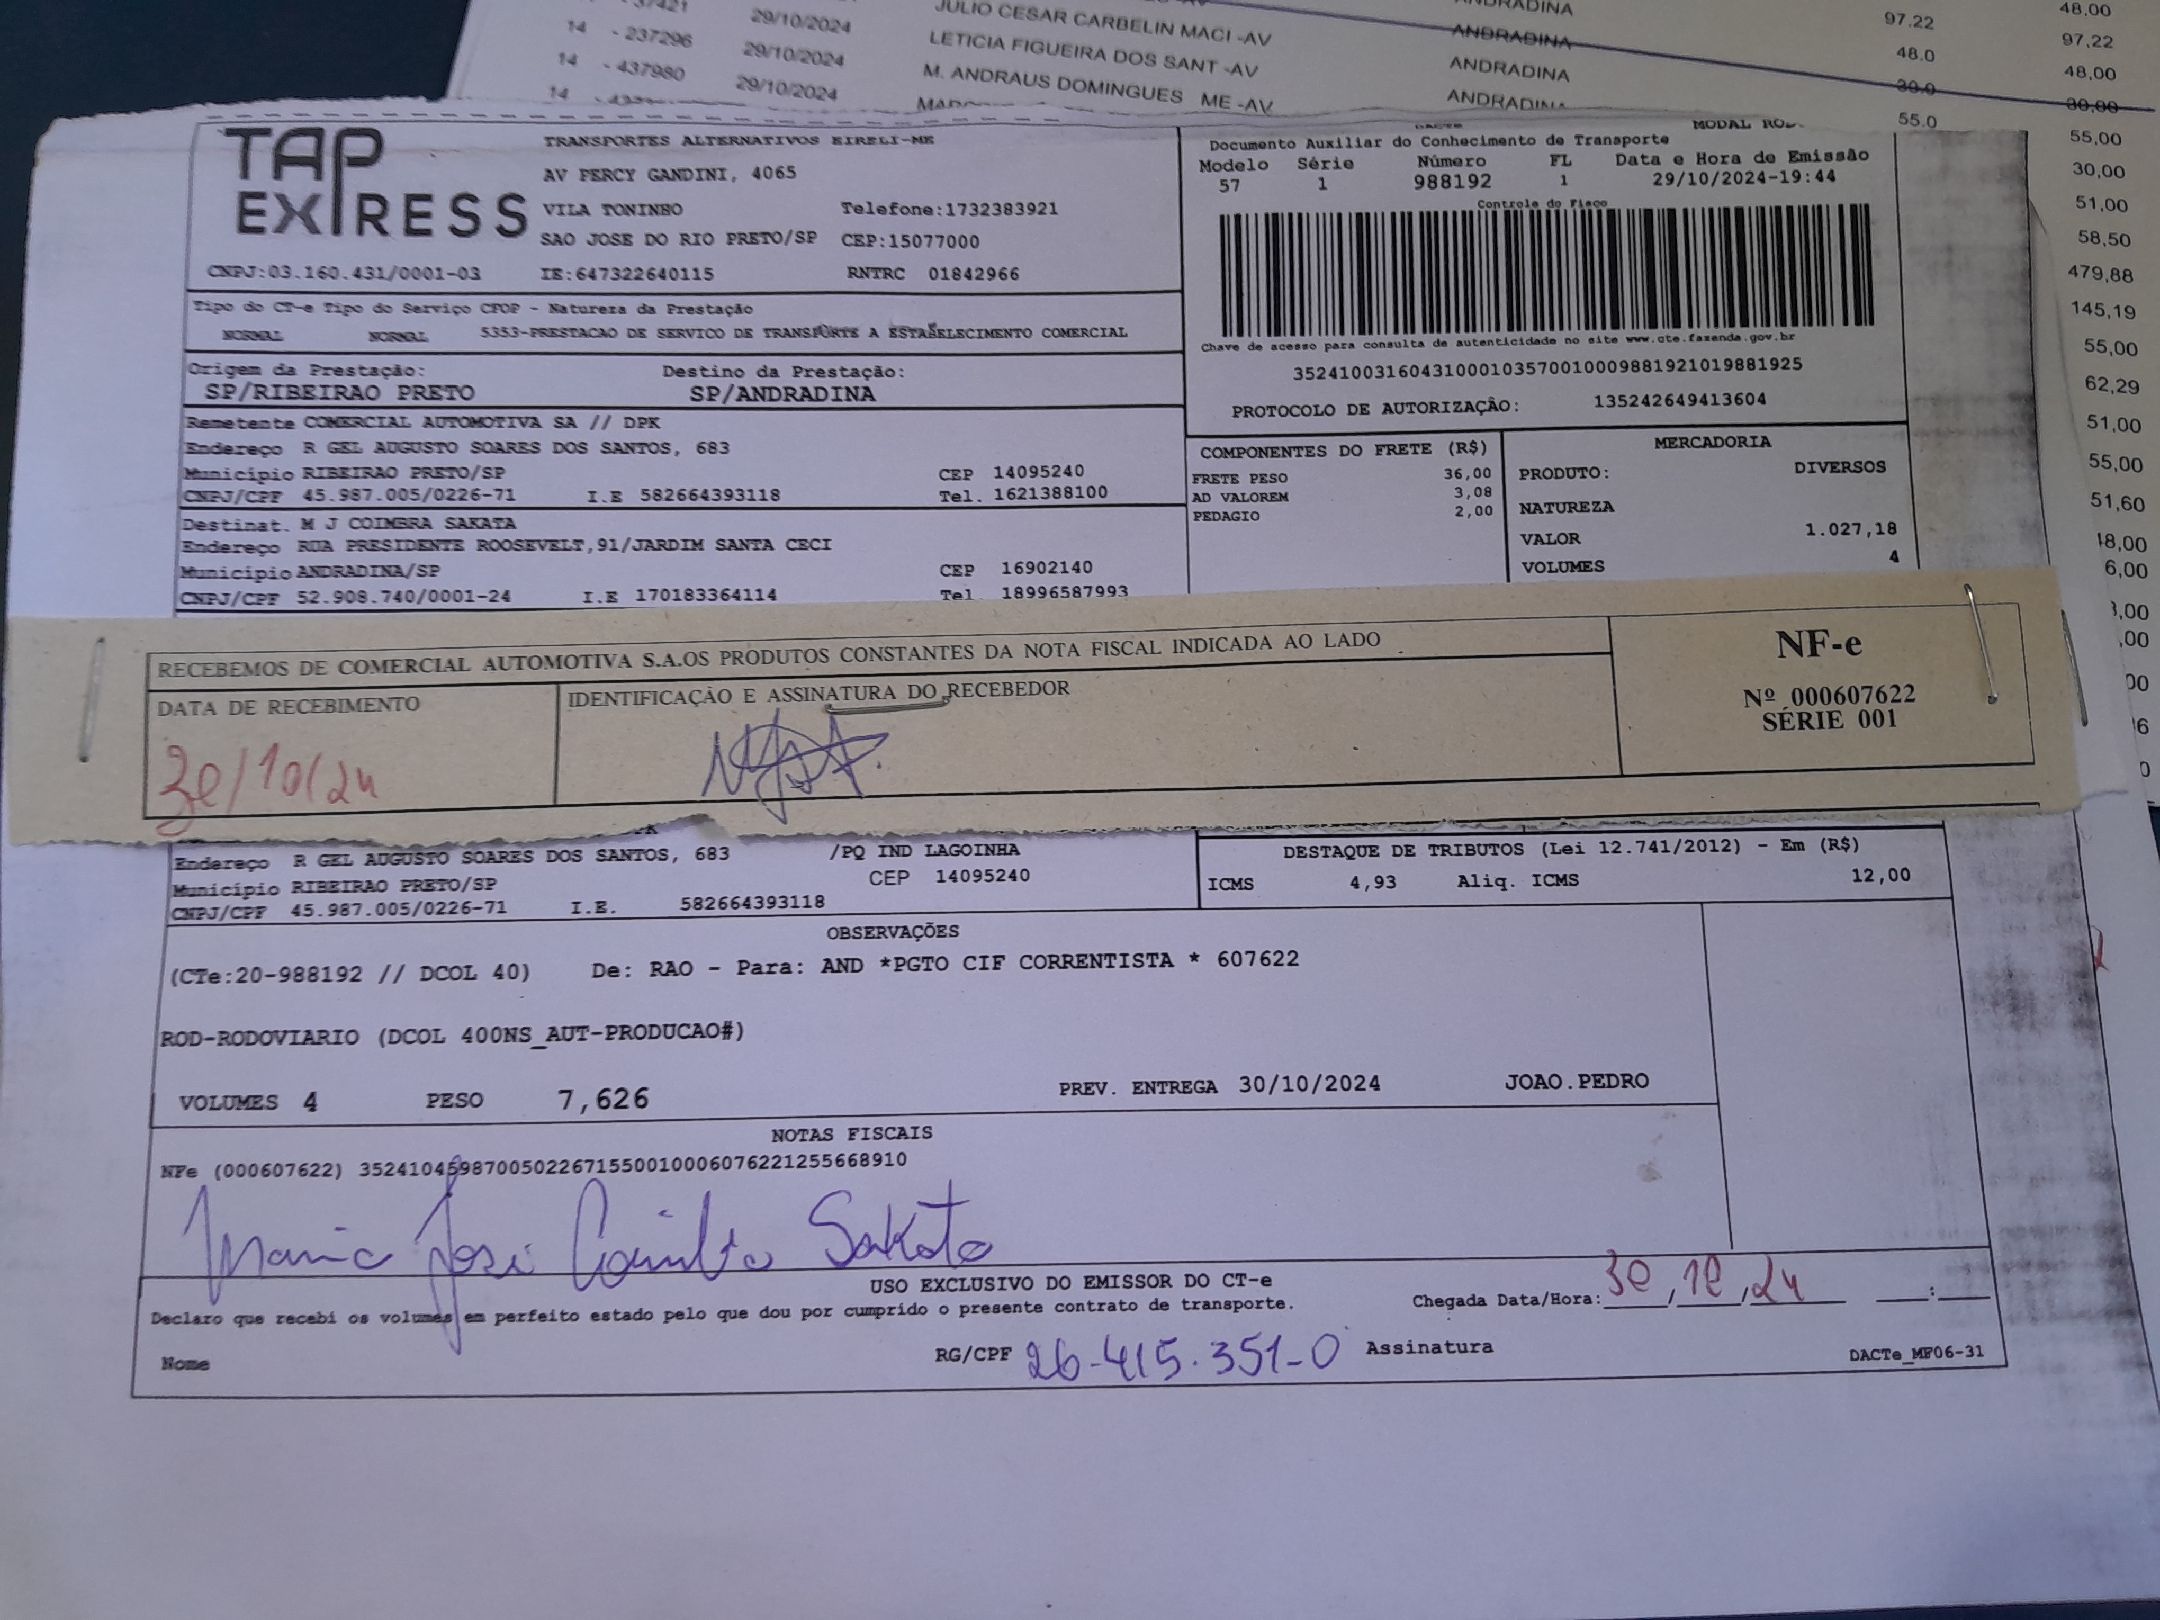 29/10/2024 JULIO CESAR CARBELIN MACI -AV ANDRADINA 97.22 48,00
14 - 237296 29/10/2024 LETICIA FIGUEIRA DOS SANT -AV ANDRADINA 48.0 97,22
14 - 437980 29/10/2024 M. ANDRAUS DOMINGUES ME -AV ANDRADINA 30.0 48,00
14 ANDRADINA 55.0 30,00
55,00
30,00
51,00
58,50
479,88
145,19
55,00
62,29
51,00
55,00
51,60
TAP EXPRESS
TRANSPORTES ALTERNATIVOS EIRELI-ME
AV PERCY GANDINI, 4065
VILA TONINHO Telefone:1732383921
SAO JOSE DO RIO PRETO/SP CEP:15077000
CNPJ:03.160.431/0001-03 IE:647322640115 RNTRC 01842966
Documento Auxiliar do Conhecimento de Transporte
Modelo Série Número FL Data e Hora de Emissão
57 1 988192 1 29/10/2024-19:44
Controle do Fisco
Chave de acesso para consulta de autenticidade no site www.cte.fazenda.gov.br
35241003160431000103570010009881921019881925
PROTOCOLO DE AUTORIZAÇÃO: 135242649413604
Tipo do CT-e Tipo do Serviço CFOP - Natureza da Prestação
NORMAL NORMAL 5353-PRESTACAO DE SERVICO DE TRANSPORTE A ESTABELECIMENTO COMERCIAL
Origem da Prestação: Destino da Prestação:
SP/RIBEIRAO PRETO SP/ANDRADINA
Remetente COMERCIAL AUTOMOTIVA SA // DPK
Endereço R GEL AUGUSTO SOARES DOS SANTOS, 683
Município RIBEIRAO PRETO/SP CEP 14095240
CNPJ/CPF 45.987.005/0226-71 I.E 582664393118 Tel. 1621388100
Destinat. M J COIMBRA SAKATA
Endereço RUA PRESIDENTE ROOSEVELT,91/JARDIM SANTA CECI
Município ANDRADINA/SP CEP 16902140
CNPJ/CPF 52.908.740/0001-24 I.E 170183364114 Tel. 18996587993
COMPONENTES DO FRETE (R$)
FRETE PESO 36,00
AD VALOREM 3,08
PEDAGIO 2,00
MERCADORIA
PRODUTO: DIVERSOS
NATUREZA
VALOR 1.027,18
VOLUMES 4
RECEBEMOS DE COMERCIAL AUTOMOTIVA S.A.OS PRODUTOS CONSTANTES DA NOTA FISCAL INDICADA AO LADO
DATA DE RECEBIMENTO
30/10/24
IDENTIFICAÇÃO E ASSINATURA DO RECEBEDOR
NF-e
Nº 000607622
SÉRIE 001
Endereço R GEL AUGUSTO SOARES DOS SANTOS, 683 /PQ IND LAGOINHA
Município RIBEIRAO PRETO/SP CEP 14095240
CNPJ/CPF 45.987.005/0226-71 I.E. 582664393118
DESTAQUE DE TRIBUTOS (Lei 12.741/2012) - Em (R$)
ICMS 4,93 Aliq. ICMS 12,00
OBSERVAÇÕES
(CTe:20-988192 // DCOL 40) De: RAO - Para: AND *PGTO CIF CORRENTISTA * 607622
ROD-RODOVIARIO (DCOL 400NS_AUT-PRODUCAO#)
VOLUMES 4 PESO 7,626 PREV. ENTREGA 30/10/2024 JOAO.PEDRO
NOTAS FISCAIS
NFe (000607622) 35241045987005022671550010006076221255668910
Maria José Coimbra Sakata
USO EXCLUSIVO DO EMISSOR DO CT-e
Declaro que recebi os volumes em perfeito estado pelo que dou por cumprido o presente contrato de transporte.
Chegada Data/Hora: 30,10,24 :
Nome RG/CPF 26-415.351-0 Assinatura
DACTe_MF06-31